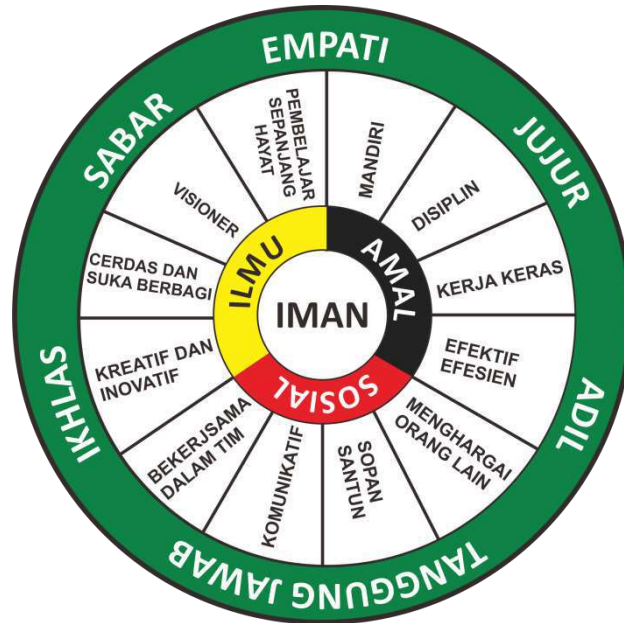 EMPATI
JUJUR
ADIL
TANGGUNG JAWAB
IKHLAS
SABAR
PEMBELAJAR
SEPANJANG
HAYAT
MANDIRI
DISIPLIN
KERJA KERAS
EFEKTIF
EFESIEN
MENGHARGAI
ORANG LAIN
SOPAN
SANTUN
KOMUNIKATIF
BEKERJSAMA
DALAM TIM
KREATIF DAN
INOVATIF
CERDAS DAN
SUKA BERBAGI
VISIONER
ILMU
AMAL
SOSIAL
IMAN